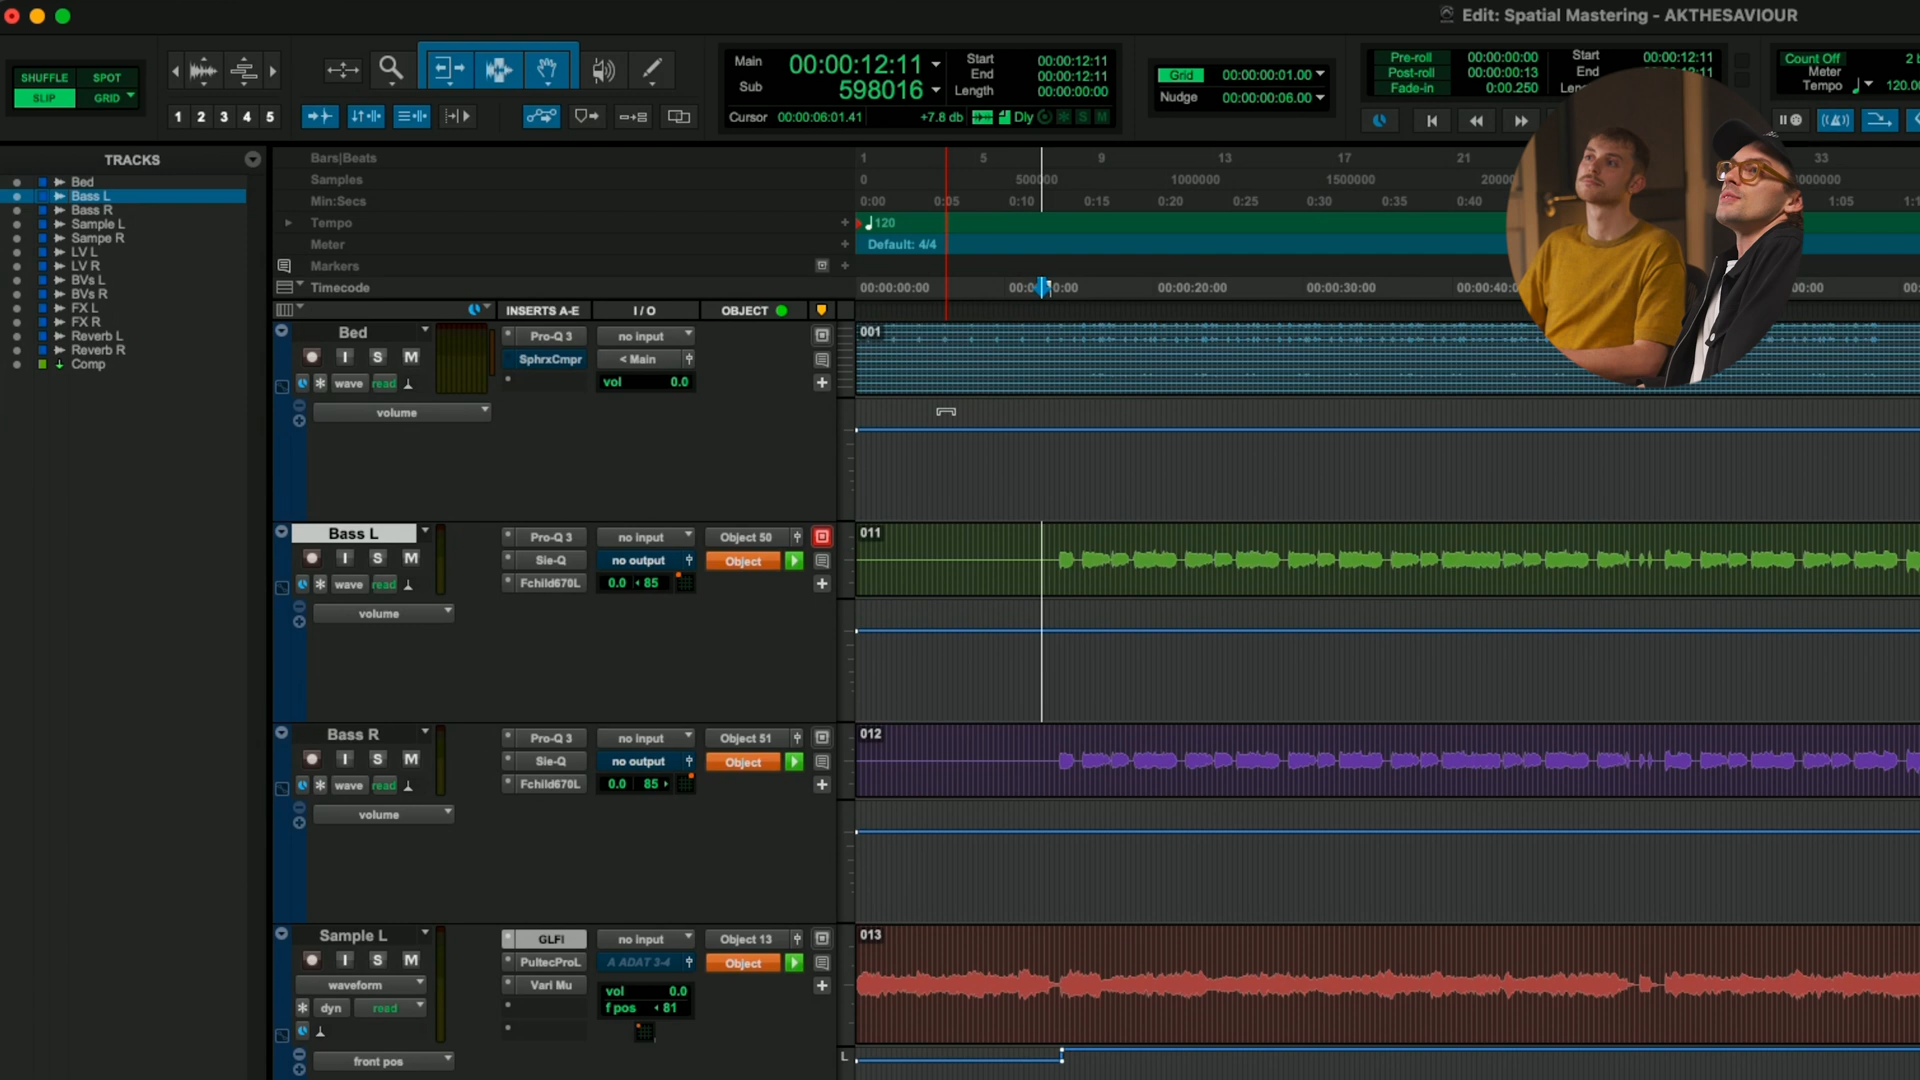 Edit: Spatial Mastering - AKTHESAVIOUR
SHUFFLE SPOT
SLIP GRID
1 2 3 4 5
Main 00:00:12:11
Sub 598016
Start 00:00:12:11
End 00:00:12:11
Length 00:00:00:00
Cursor 00:00:06:01.41 +7.8 db Dly S M
Grid 00:00:00:01.00
Nudge 00:00:00:06.00
Pre-roll 00:00:00:00
Post-roll 00:00:00:13
Fade-in 0:00.250
Start 00:00:12:11
End 00:00:12:11
Count Off
Meter
Tempo
TRACKS
Bed
Bass L
Bass R
Sample L
Sampe R
LV L
LV R
BVs L
BVs R
FX L
FX R
Reverb L
Reverb R
Comp
Bars|Beats 1 5 9 13 17 21 33
Samples 0 500000 1000000 1500000
Min:Secs 0:00 0:05 0:10 0:15 0:20 0:25 0:30 0:35 0:40 1:05
Tempo 120
Meter Default: 4/4
Markers
Timecode 00:00:00:00 00:00:20:00 00:00:30:00
INSERTS A-E I / O OBJECT
Bed Pro-Q 3 no input 001
I S M SphrxCmpr < Main
wave read vol 0.0
volume
Bass L Pro-Q 3 no input Object 50 011
I S M Sie-Q no output Object
wave read Fchild670L 0.0 85
volume
Bass R Pro-Q 3 no input Object 51 012
I S M Sie-Q no output Object
wave read Fchild670L 0.0 85
volume
Sample L GLFI no input Object 13 013
I S M PultecProL A ADAT 3-4 Object
waveform Vari Mu vol 0.0
dyn read f pos 81
front pos L